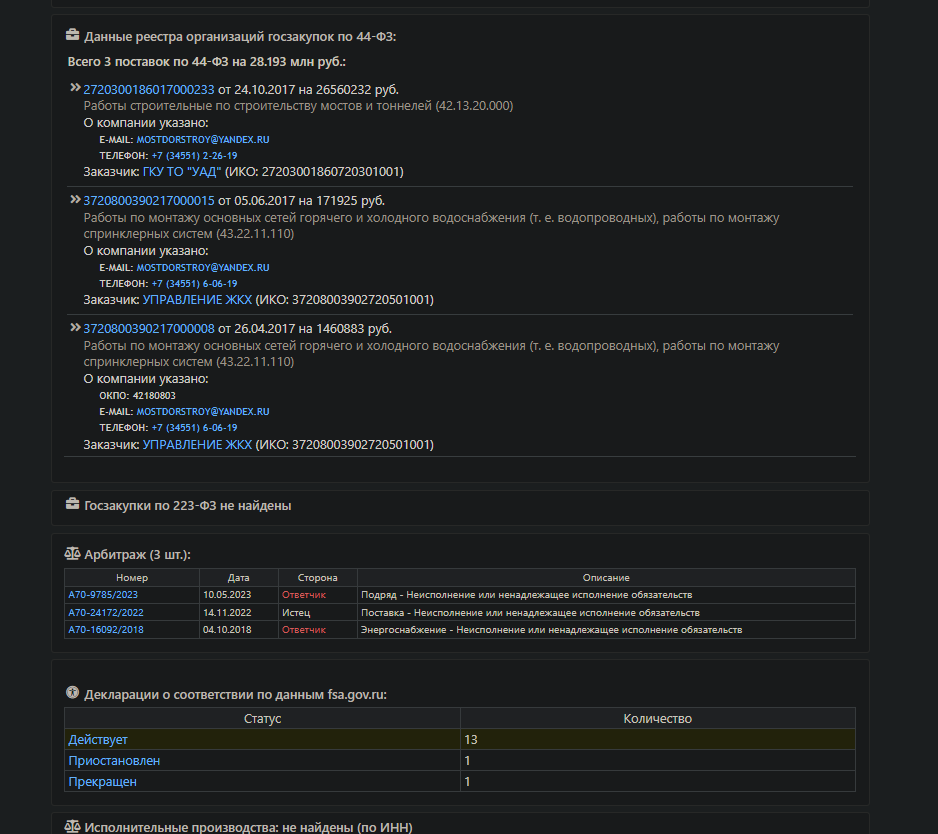 Данные реестра организаций госзакупок по 44-ФЗ:
Всего 3 поставок по 44-ФЗ на 28.193 млн руб.:
2720300186017000233 от 24.10.2017 на 26560232 руб.
Работы строительные по строительству мостов и тоннелей (42.13.20.000)
О компании указано:
E-MAIL: MOSTDORSTROY@YANDEX.RU
ТЕЛЕФОН: +7 (34551) 2-26-19
Заказчик: ГКУ ТО "УАД" (ИКО: 27203001860720301001)
3720800390217000015 от 05.06.2017 на 171925 руб.
Работы по монтажу основных сетей горячего и холодного водоснабжения (т. е. водопроводных), работы по монтажу
спринклерных систем (43.22.11.110)
О компании указано:
E-MAIL: MOSTDORSTROY@YANDEX.RU
ТЕЛЕФОН: +7 (34551) 6-06-19
Заказчик: УПРАВЛЕНИЕ ЖКХ (ИКО: 37208003902720501001)
3720800390217000008 от 26.04.2017 на 1460883 руб.
Работы по монтажу основных сетей горячего и холодного водоснабжения (т. е. водопроводных), работы по монтажу
спринклерных систем (43.22.11.110)
О компании указано:
ОКПО: 42180803
E-MAIL: MOSTDORSTROY@YANDEX.RU
ТЕЛЕФОН: +7 (34551) 6-06-19
Заказчик: УПРАВЛЕНИЕ ЖКХ (ИКО: 37208003902720501001)
Госзакупки по 223-ФЗ не найдены
Арбитраж (3 шт.):
Номер Дата Сторона Описание
А70-9785/2023 10.05.2023 Ответчик Подряд - Неисполнение или ненадлежащее исполнение обязательств
А70-24172/2022 14.11.2022 Истец Поставка - Неисполнение или ненадлежащее исполнение обязательств
А70-16092/2018 04.10.2018 Ответчик Энергоснабжение - Неисполнение или ненадлежащее исполнение обязательств
Декларации о соответствии по данным fsa.gov.ru:
Статус Количество
Действует 13
Приостановлен 1
Прекращен 1
Исполнительные производства: не найдены (по ИНН)